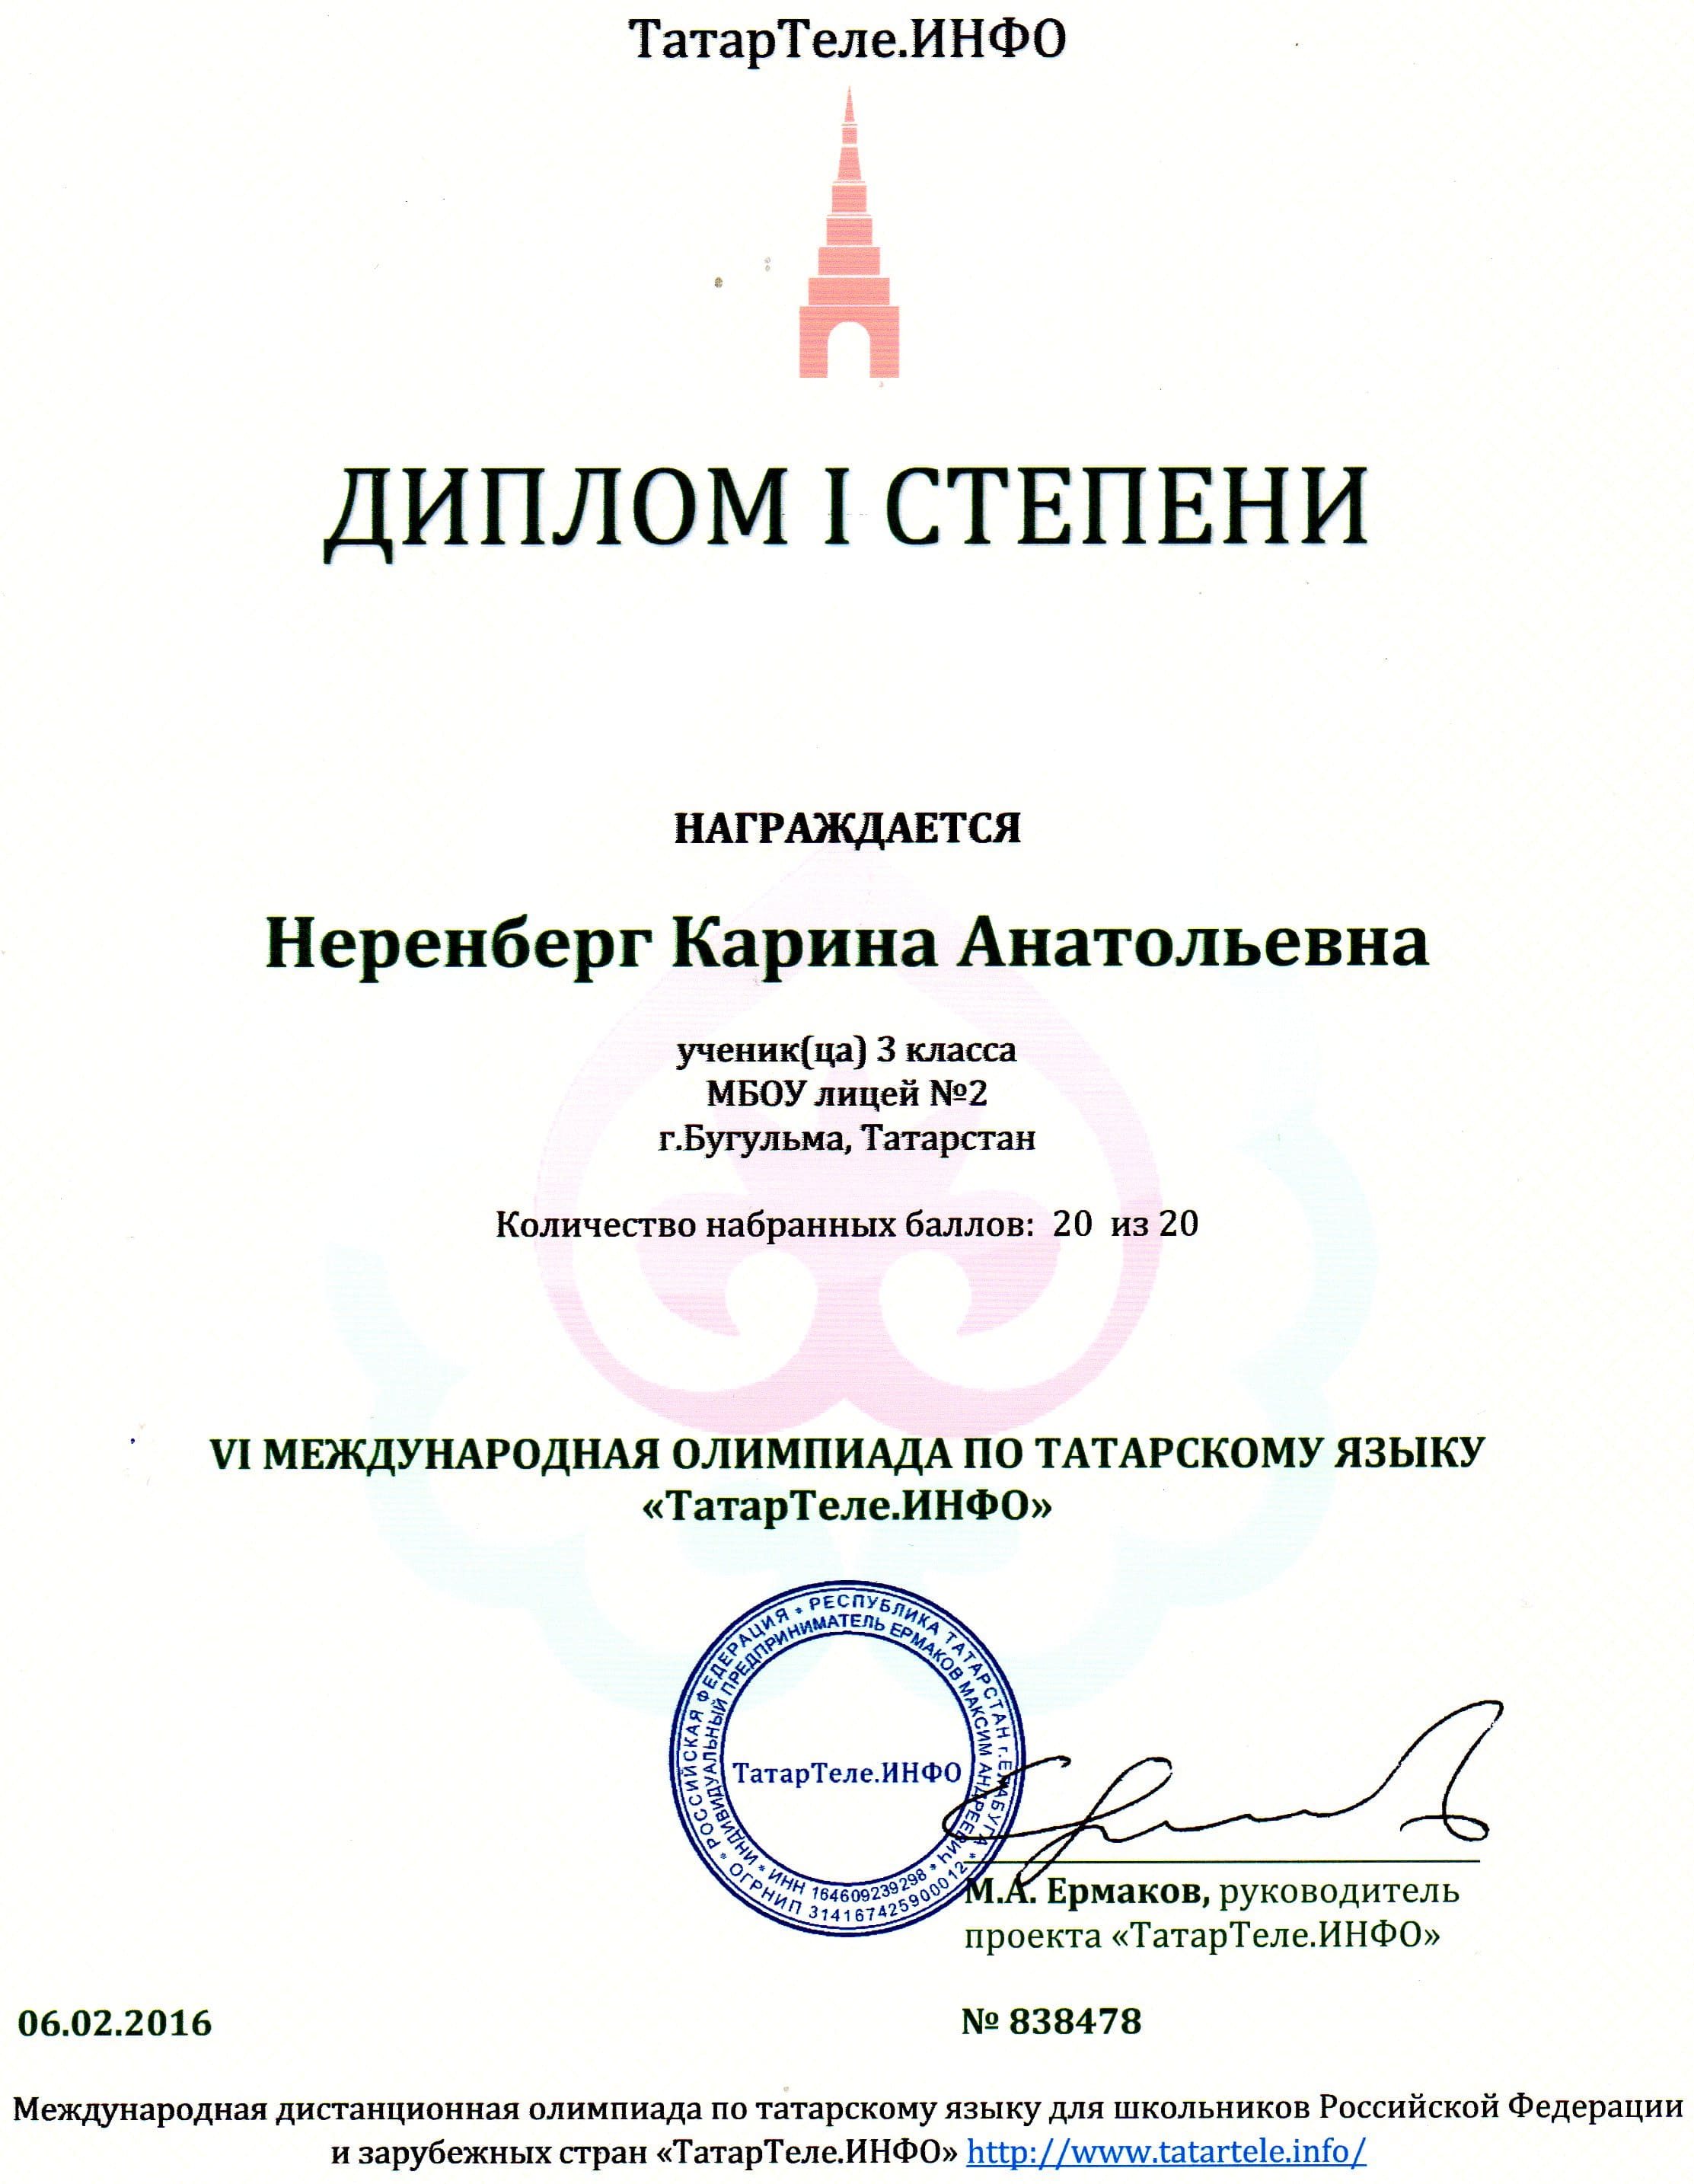 ТатарТеле.ИНФО
ДИПЛОМ I СТЕПЕНИ
НАГРАЖДАЕТСЯ
Неренберг Карина Анатольевна
ученик(ца) 3 класса
МБОУ лицей №2
г.Бугульма, Татарстан
Количество набранных баллов: 20 из 20
VI МЕЖДУНАРОДНАЯ ОЛИМПИАДА ПО ТАТАРСКОМУ ЯЗЫКУ
«ТатарТеле.ИНФО»
РОССИЙСКАЯ ФЕДЕРАЦИЯ * РЕСПУБЛИКА ТАТАРСТАН г.ЕЛАБУГА *
ОГРНИП 314167425900012 *
ИНДИВИДУАЛЬНЫЙ ПРЕДПРИНИМАТЕЛЬ ЕРМАКОВ МАКСИМ АНДРЕЕВИЧ *
ИНН 164609239298 *
ТатарТеле.ИНФО
М.А. Ермаков, руководитель
проекта «ТатарТеле.ИНФО»
06.02.2016 № 838478
Международная дистанционная олимпиада по татарскому языку для школьников Российской Федерации
и зарубежных стран «ТатарТеле.ИНФО» http://www.tatartele.info/